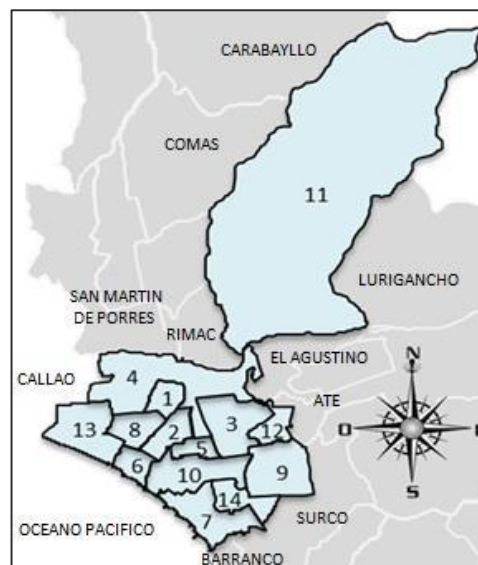 CARABAYLLO
COMAS
11
LURIGANCHO
SAN MARTIN
DE PORRES
RIMAC
EL AGUSTINO
CALLAO
4
1
ATE
N
O
E
S
13
8
2
3
12
5
6
10
9
14
7
SURCO
OCEANO PACIFICO
BARRANCO